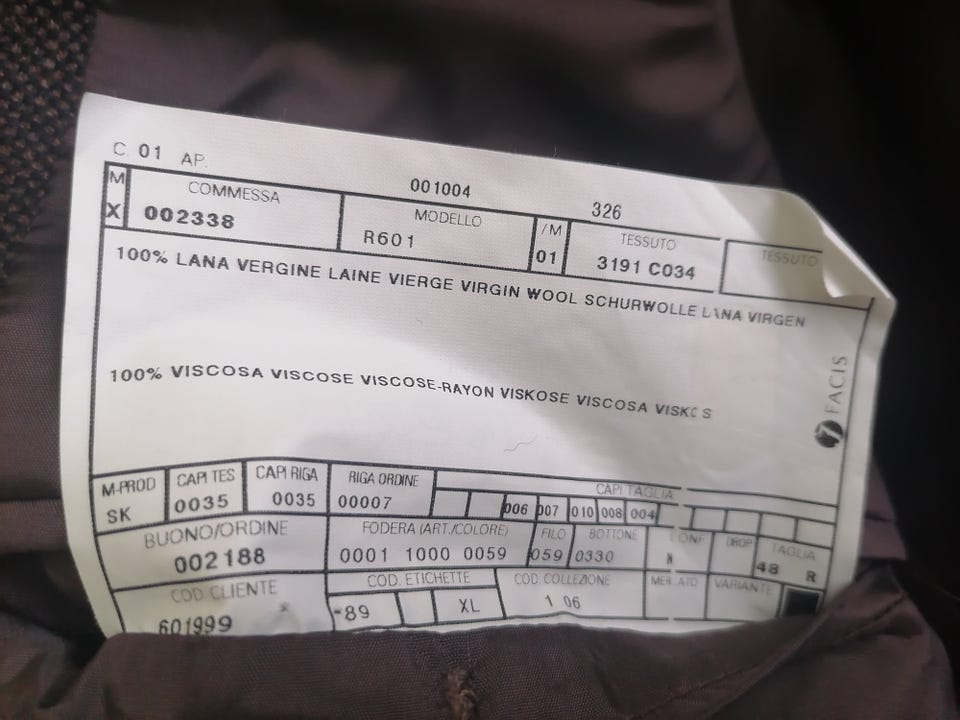 C. 01 AP. 001004 326
M COMMESSA MODELLO /M TESSUTO TESSUTO
X 002338 R601 01 3191 C034
100% LANA VERGINE LAINE VIERGE VIRGIN WOOL SCHURWOLLE LANA VIRGEN
100% VISCOSA VISCOSE VISCOSE-RAYON VISKOSE VISCOSA
FACIS
M-PROD CAPI TES CAPI RIGA RIGA ORDINE CAPI TAGLIA
SK 0035 0035 00007 006 007 010 008 004
BUONO/ORDINE FODERA (ART./COLORE) FILO BOTTONE CONF. DROP TAGLIA
002188 0001 1000 0059 059 0330 N 48 R
COD. CLIENTE COD. ETICHETTE COD. COLLEZIONE MERCATO VARIANTE
601999 89 XL 1 06